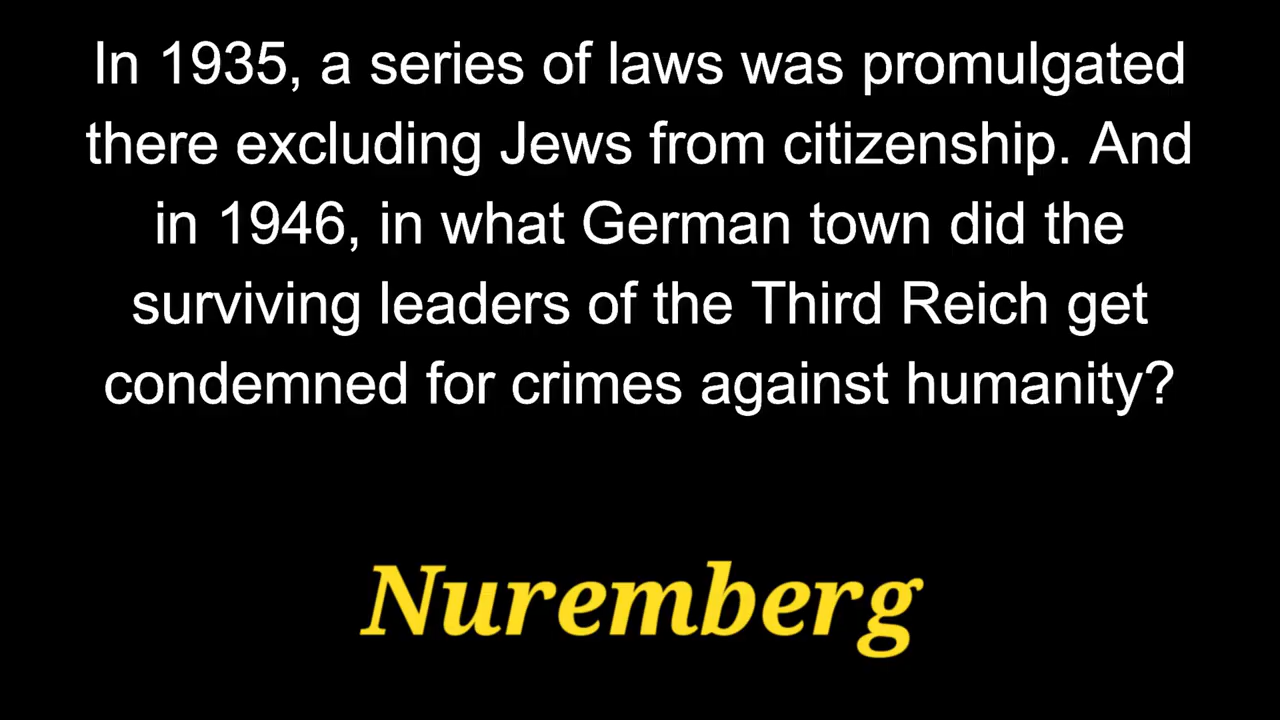 In 1935, a series of laws was promulgated
there excluding Jews from citizenship. And
in 1946, in what German town did the
surviving leaders of the Third Reich get
condemned for crimes against humanity?
Nuremberg